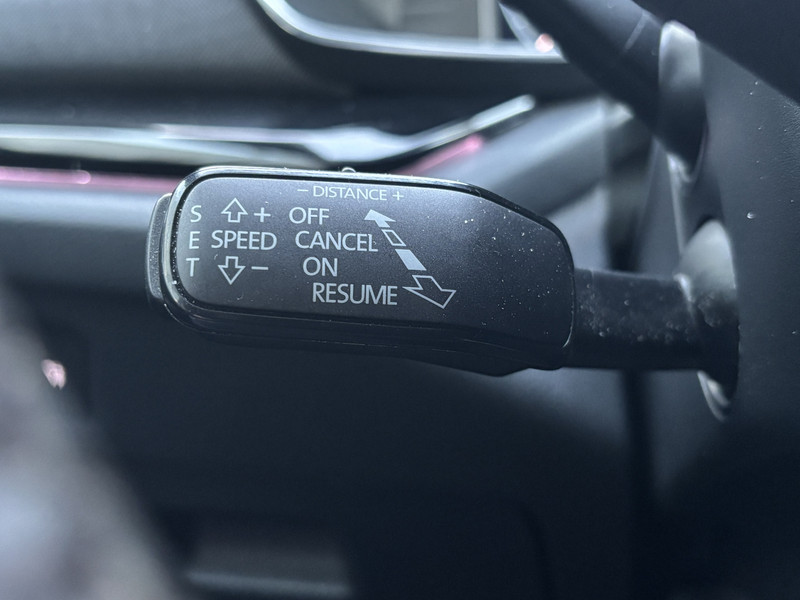 − DISTANCE +
S + OFF
E SPEED CANCEL
T − ON
RESUME